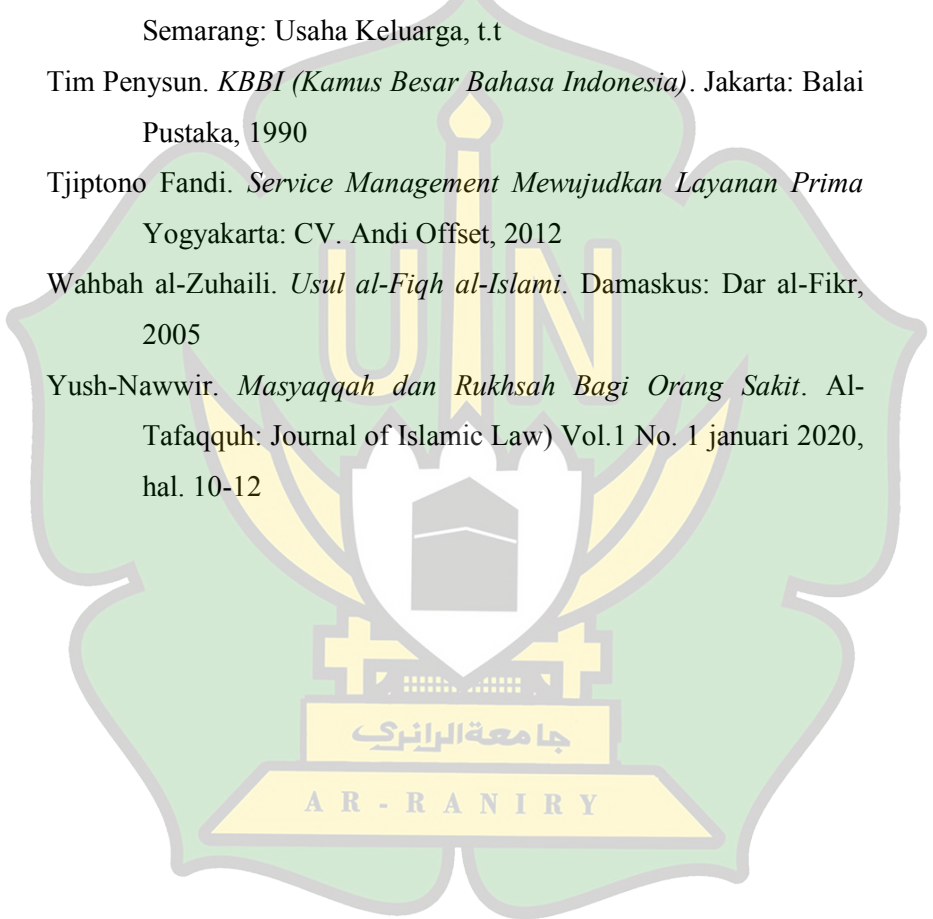 Semarang: Usaha Keluarga, t.t
Tim Penysun. KBBI (Kamus Besar Bahasa Indonesia). Jakarta: Balai
Pustaka, 1990
Tjiptono Fandi. Service Management Mewujudkan Layanan Prima
Yogyakarta: CV. Andi Offset, 2012
Wahbah al-Zuhaili. Usul al-Fiqh al-Islami. Damaskus: Dar al-Fikr,
2005
Yush-Nawwir. Masyaqqah dan Rukhsah Bagi Orang Sakit. Al-
Tafaqquh: Journal of Islamic Law) Vol.1 No. 1 januari 2020,
hal. 10-12
UIN
جامعةالرانرك
AR-RANIRY